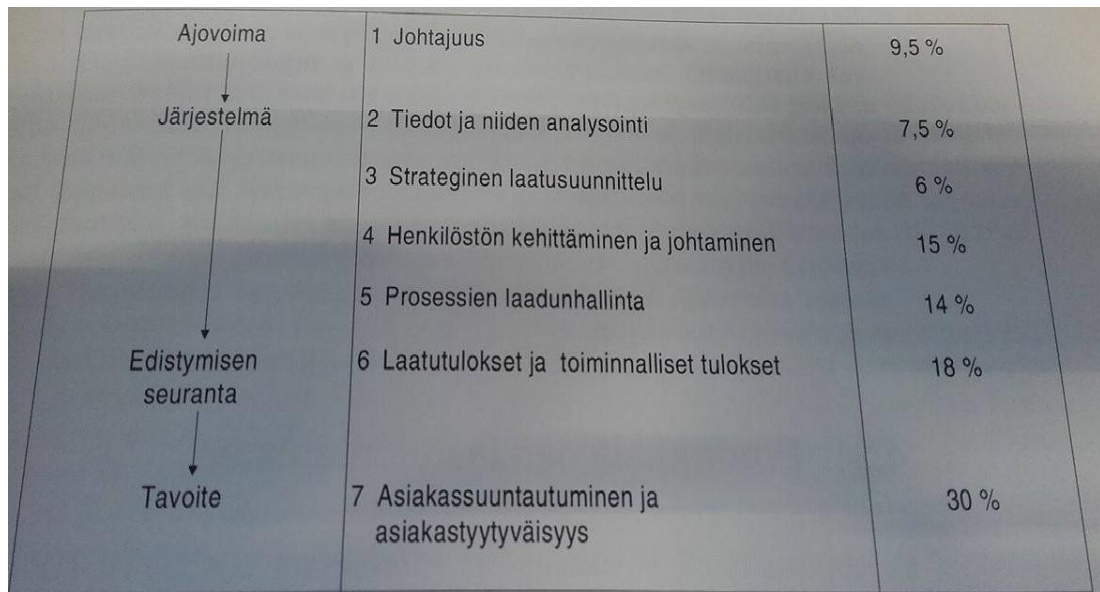 Ajovoima 1 Johtajuus 9,5 %
Järjestelmä 2 Tiedot ja niiden analysointi 7,5 %
3 Strateginen laatusuunnittelu 6 %
4 Henkilöstön kehittäminen ja johtaminen 15 %
5 Prosessien laadunhallinta 14 %
Edistymisen 6 Laatutulokset ja toiminnalliset tulokset 18 %
seuranta
Tavoite 7 Asiakassuuntautuminen ja 30 %
asiakastyytyväisyys